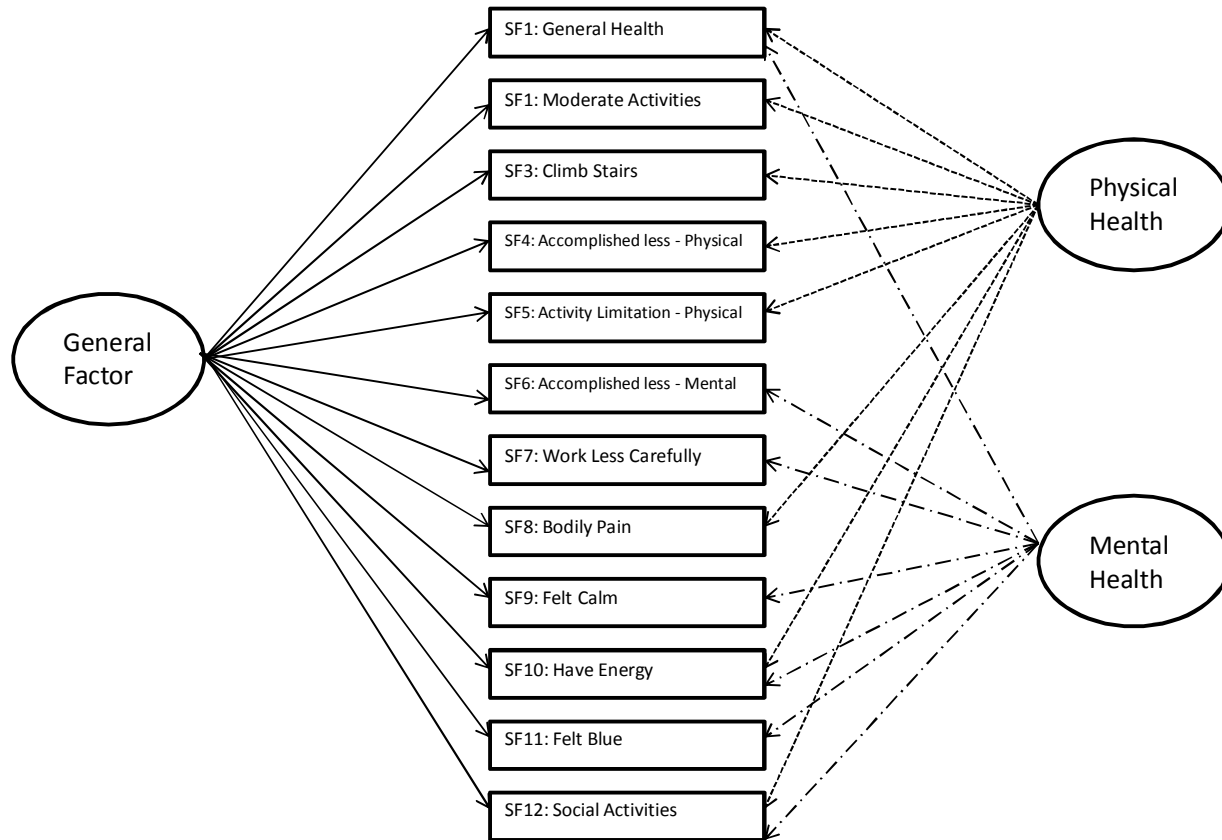 SF1: General Health
SF1: Moderate Activities
SF3: Climb Stairs
SF4: Accomplished less - Physical
SF5: Activity Limitation - Physical
SF6: Accomplished less - Mental
SF7: Work Less Carefully
SF8: Bodily Pain
SF9: Felt Calm
SF10: Have Energy
SF11: Felt Blue
SF12: Social Activities
General
Factor
Physical
Health
Mental
Health